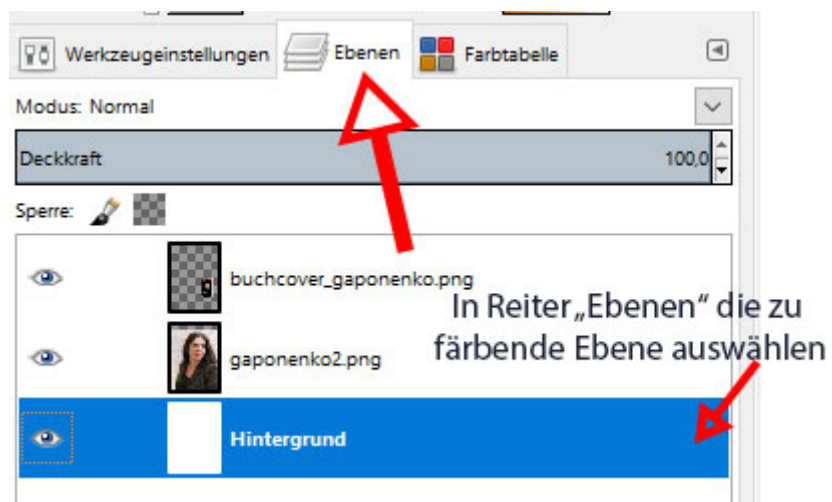 Werkzeugeinstellungen Ebenen Farbtabelle
Modus: Normal
Deckkraft 100,0
Sperre:
buchcover_gaponenko.png
In Reiter „Ebenen“ die zu
färbende Ebene auswählen
gaponenko2.png
Hintergrund